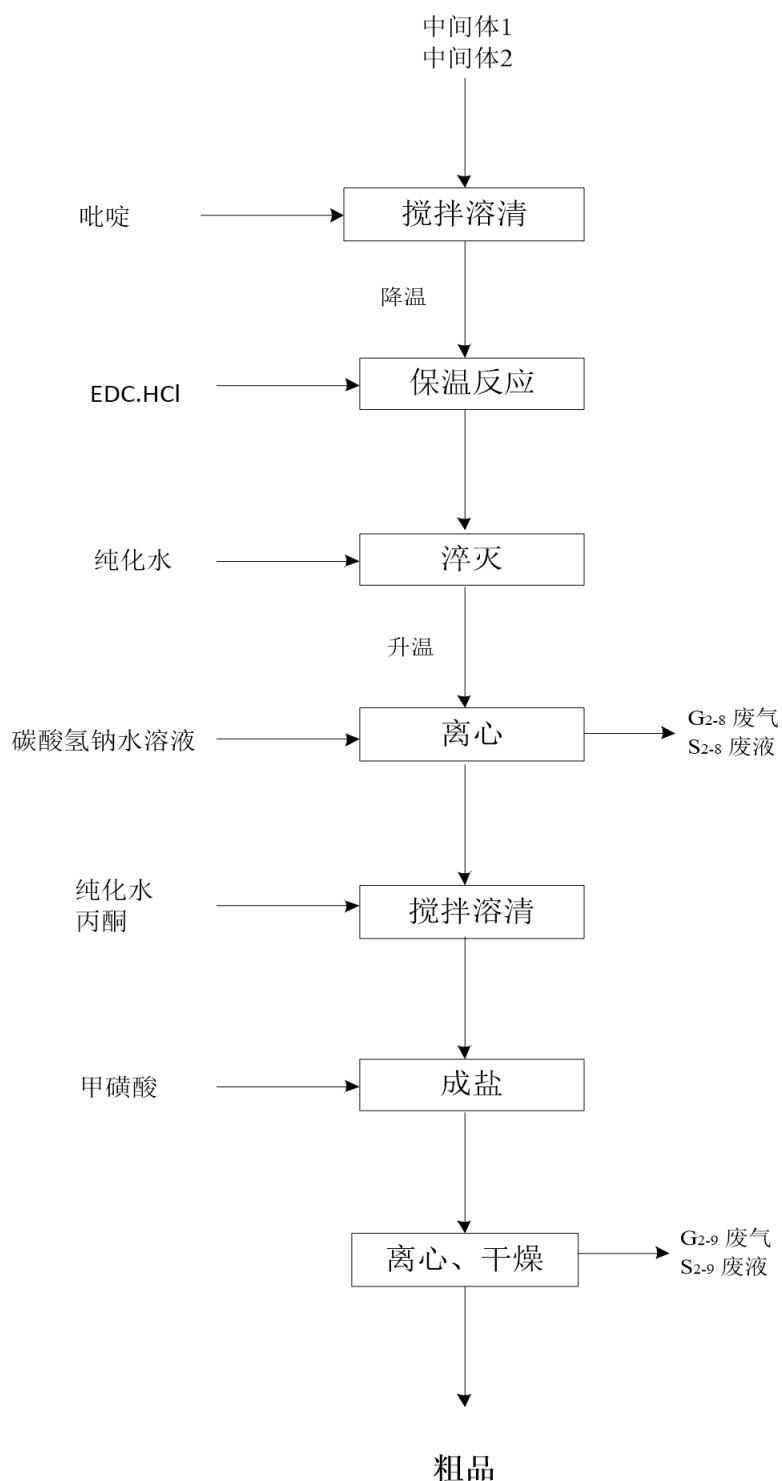 中间体1
中间体2
吡啶
搅拌溶清
降温
EDC.HCl
保温反应
纯化水
淬灭
升温
碳酸氢钠水溶液
离心
G2-8 废气
S2-8 废液
纯化水
丙酮
搅拌溶清
甲磺酸
成盐
离心、干燥
G2-9 废气
S2-9 废液
粗品